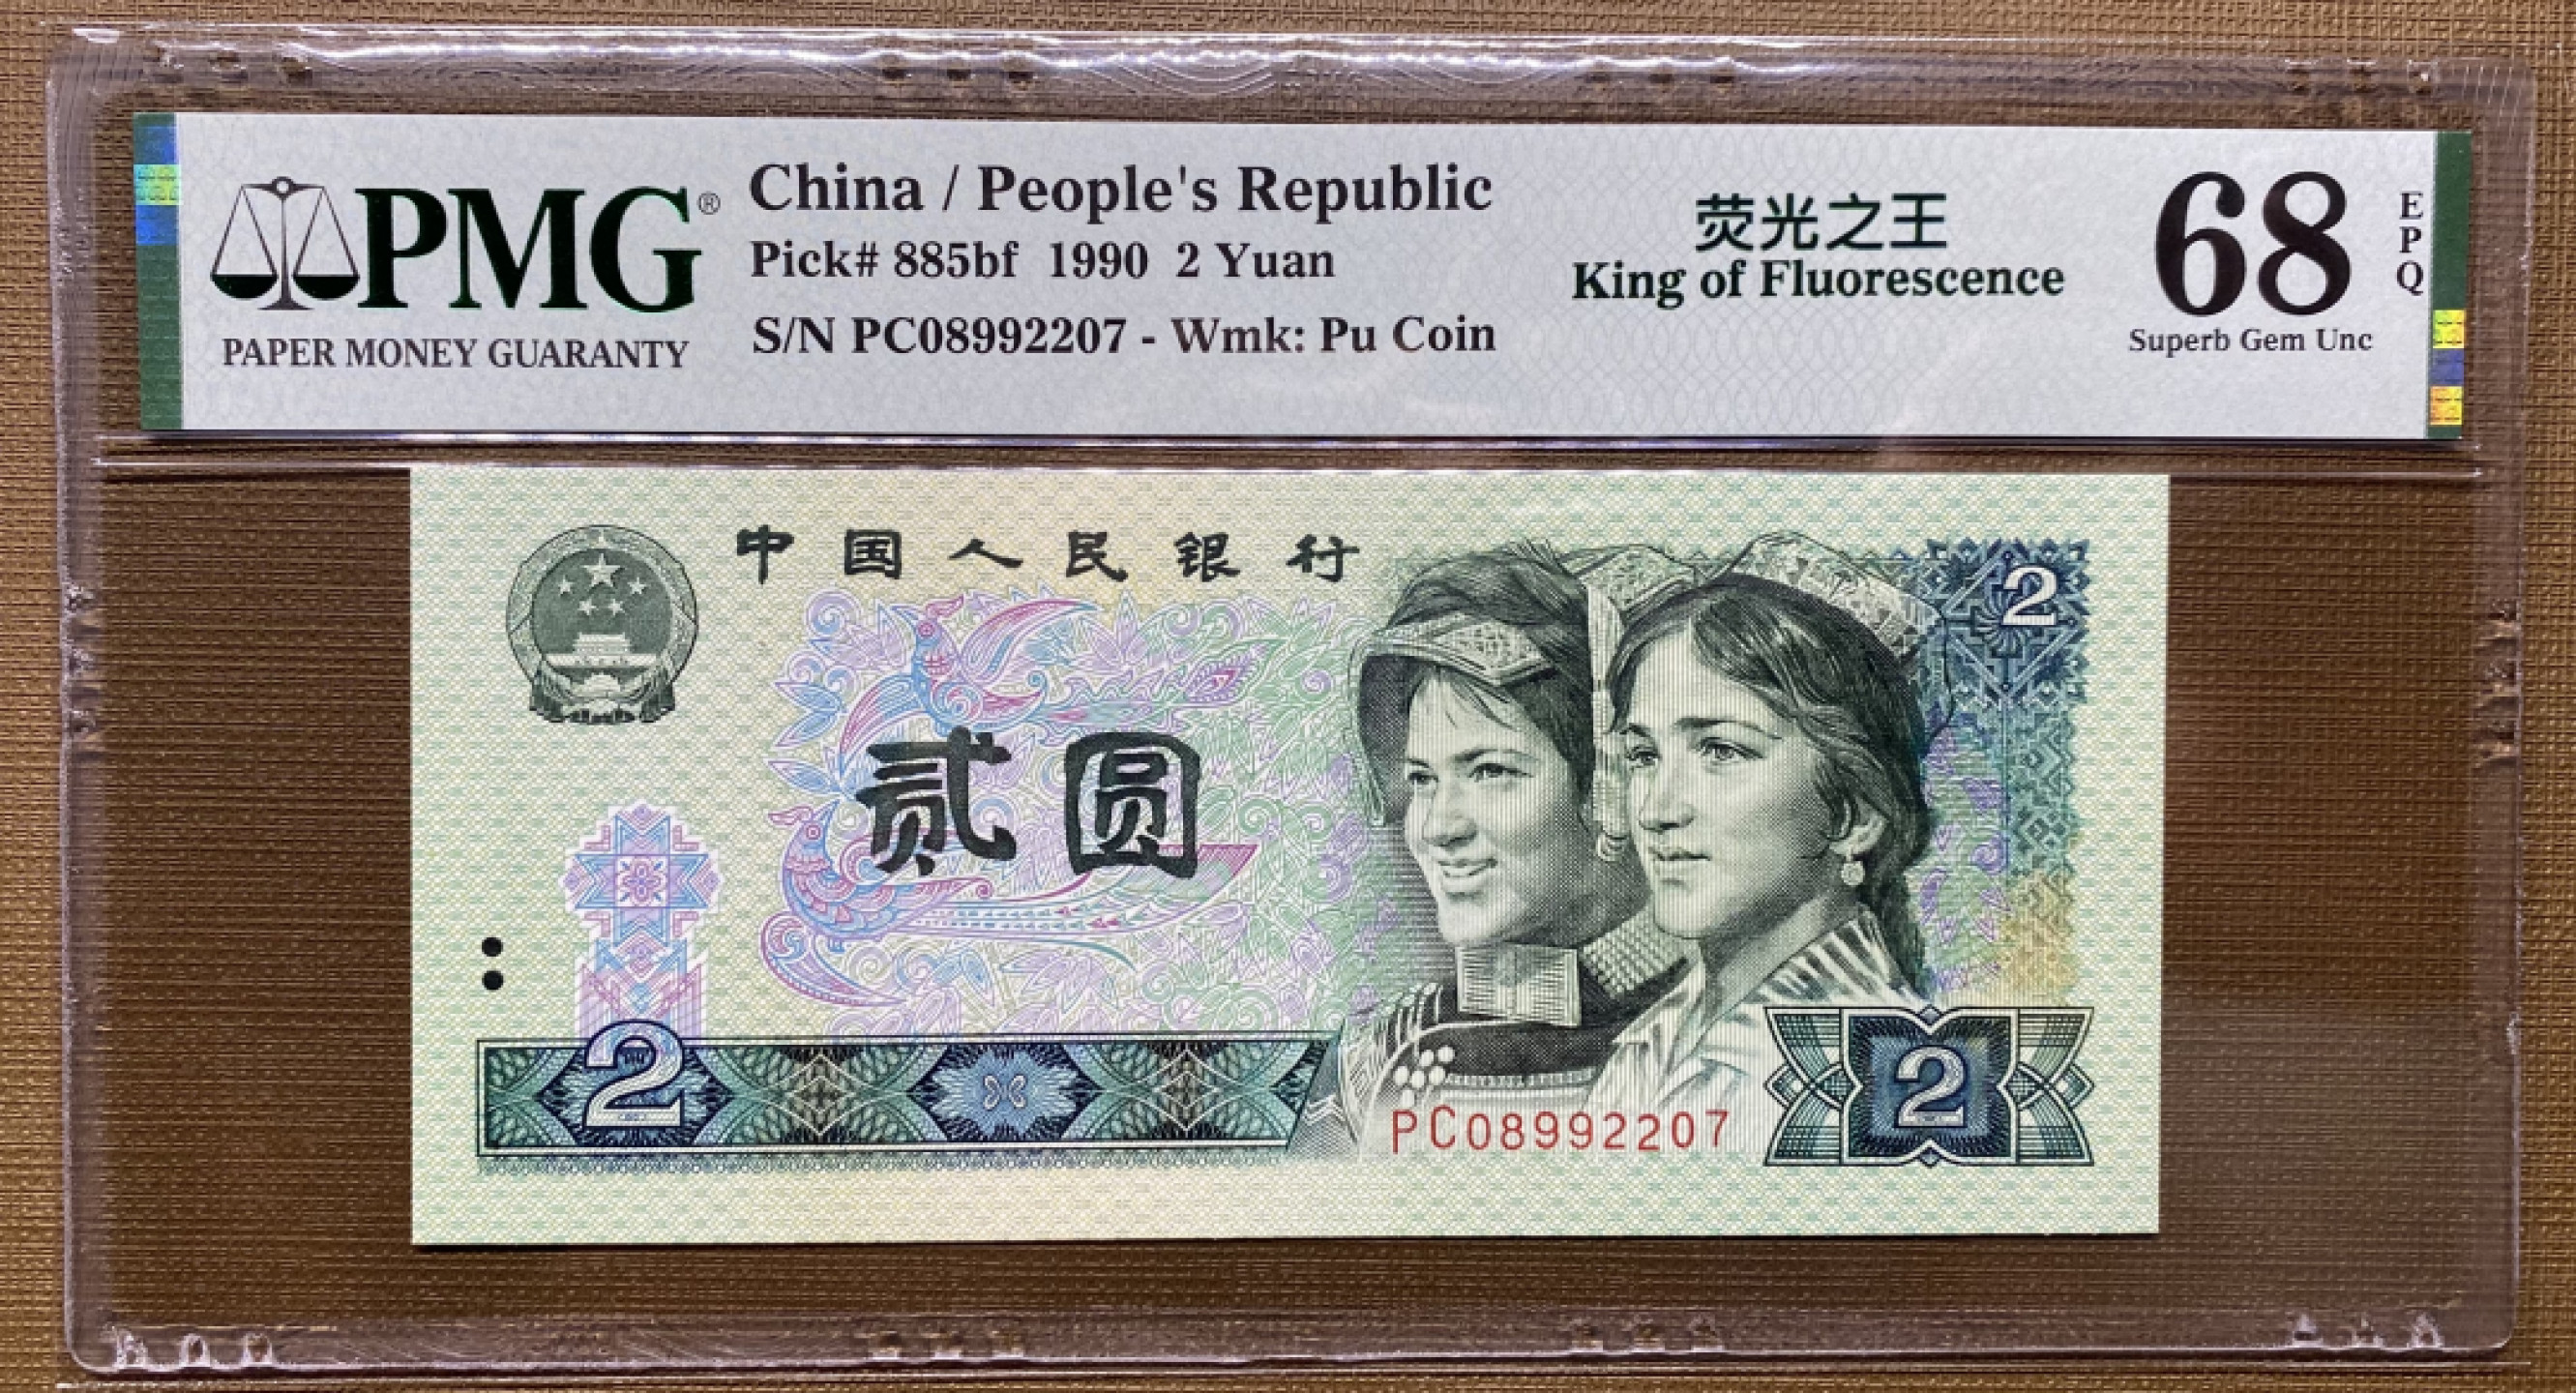 PMG®
PAPER MONEY GUARANTY
China / People's Republic
Pick# 885bf 1990 2 Yuan
S/N PC08992207 - Wmk: Pu Coin
荧光之王
King of Fluorescence
68
EPQ
Superb Gem Unc
中国人民银行
2
贰圆
2
PC08992207
2